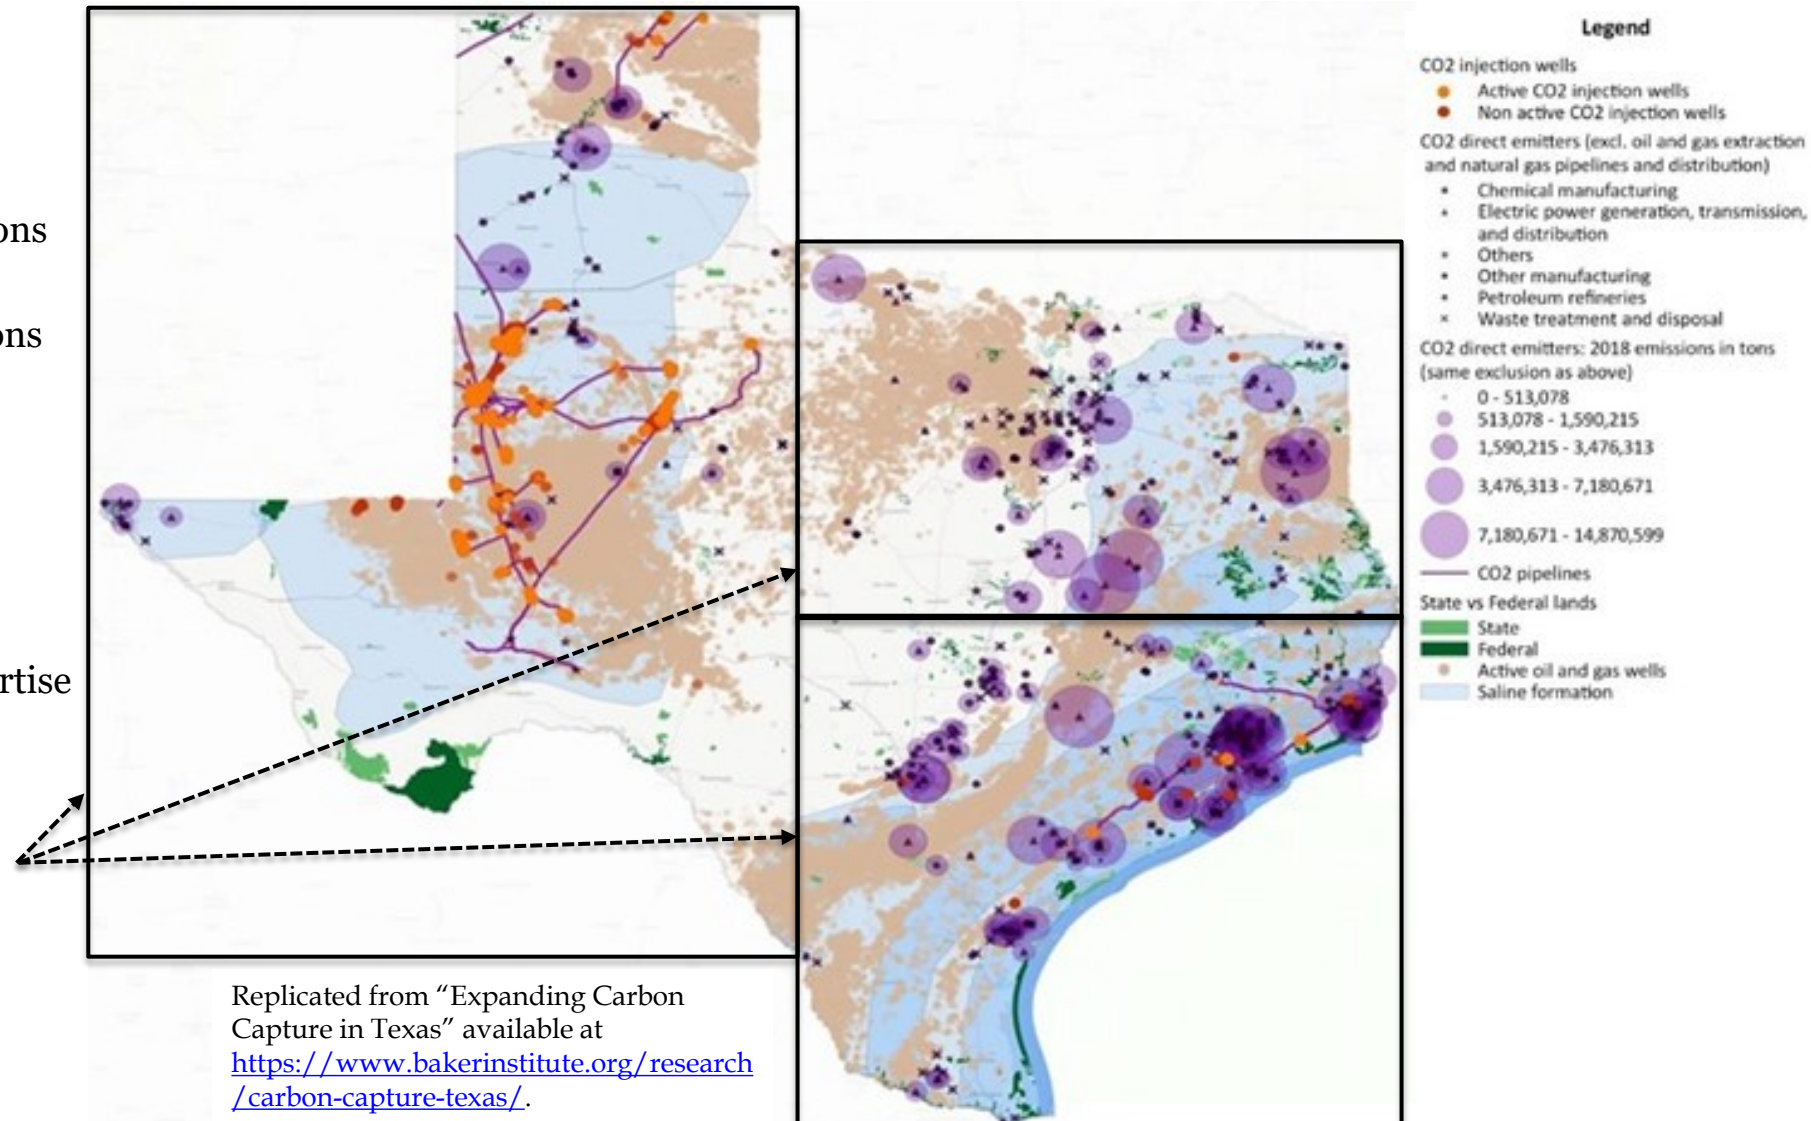 ons
ons
rtise
Legend
CO2 injection wells
Active CO2 injection wells
Non active CO2 injection wells
CO2 direct emitters (excl. oil and gas extraction
and natural gas pipelines and distribution)
Chemical manufacturing
Electric power generation, transmission,
and distribution
Others
Other manufacturing
Petroleum refineries
Waste treatment and disposal
CO2 direct emitters: 2018 emissions in tons
(same exclusion as above)
0 - 513,078
513,078 - 1,590,215
1,590,215 - 3,476,313
3,476,313 - 7,180,671
7,180,671 - 14,870,599
CO2 pipelines
State vs Federal lands
State
Federal
Active oil and gas wells
Saline formation
Replicated from “Expanding Carbon
Capture in Texas” available at
https://www.bakerinstitute.org/research
/carbon-capture-texas/.